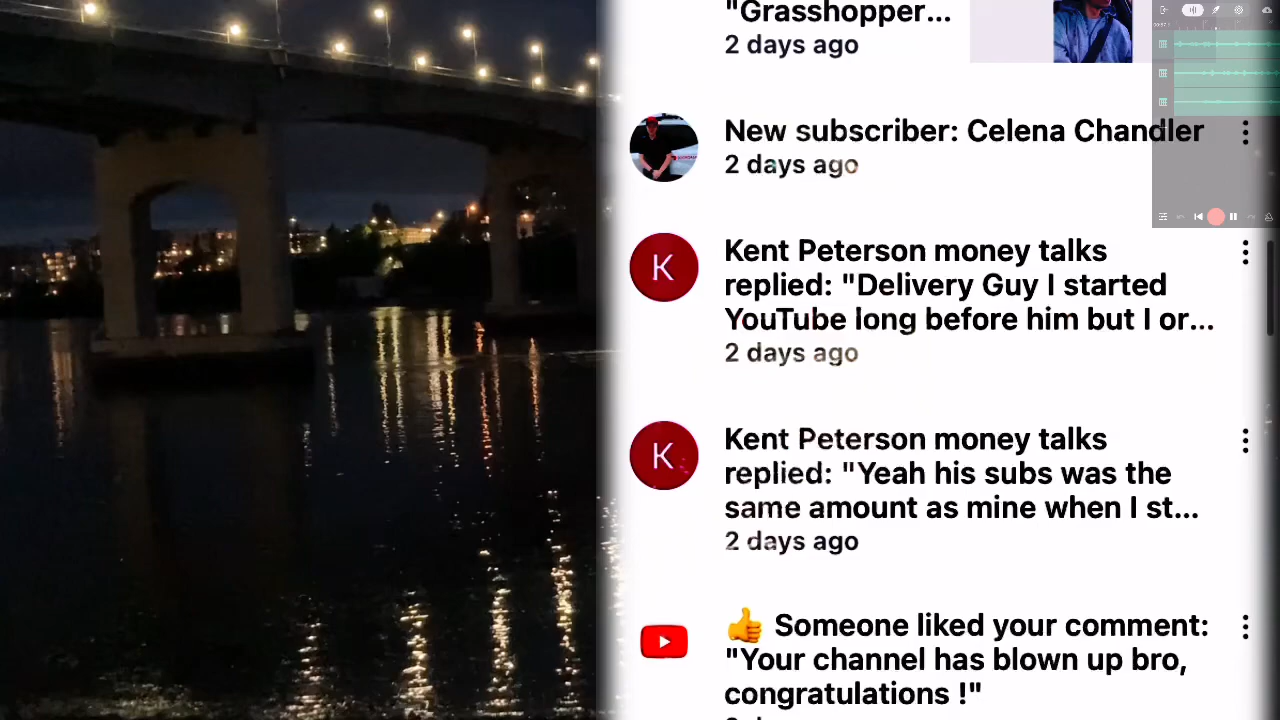 "Grasshopper...
2 days ago
New subscriber: Celena Chandler
2 days ago
K
Kent Peterson money talks
replied: "Delivery Guy I started
YouTube long before him but I or...
2 days ago
K
Kent Peterson money talks
replied: "Yeah his subs was the
same amount as mine when I st...
2 days ago
👍 Someone liked your comment:
"Your channel has blown up bro,
congratulations !"